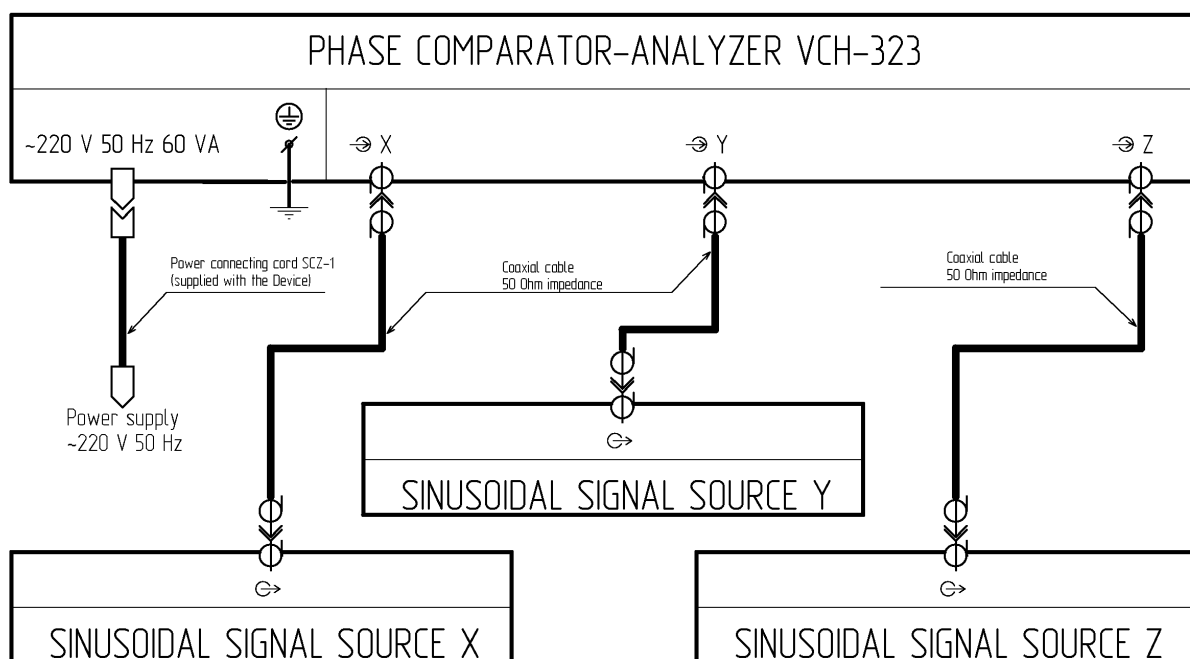 PHASE COMPARATOR-ANALYZER VCH-323
~220 V 50 Hz 60 VA
X
Y
Z
Power connecting cord SCZ-1
(supplied with the Device)
Coaxial cable
50 Ohm impedance
Coaxial cable
50 Ohm impedance
Power supply
~220 V 50 Hz
SINUSOIDAL SIGNAL SOURCE Y
SINUSOIDAL SIGNAL SOURCE X
SINUSOIDAL SIGNAL SOURCE Z